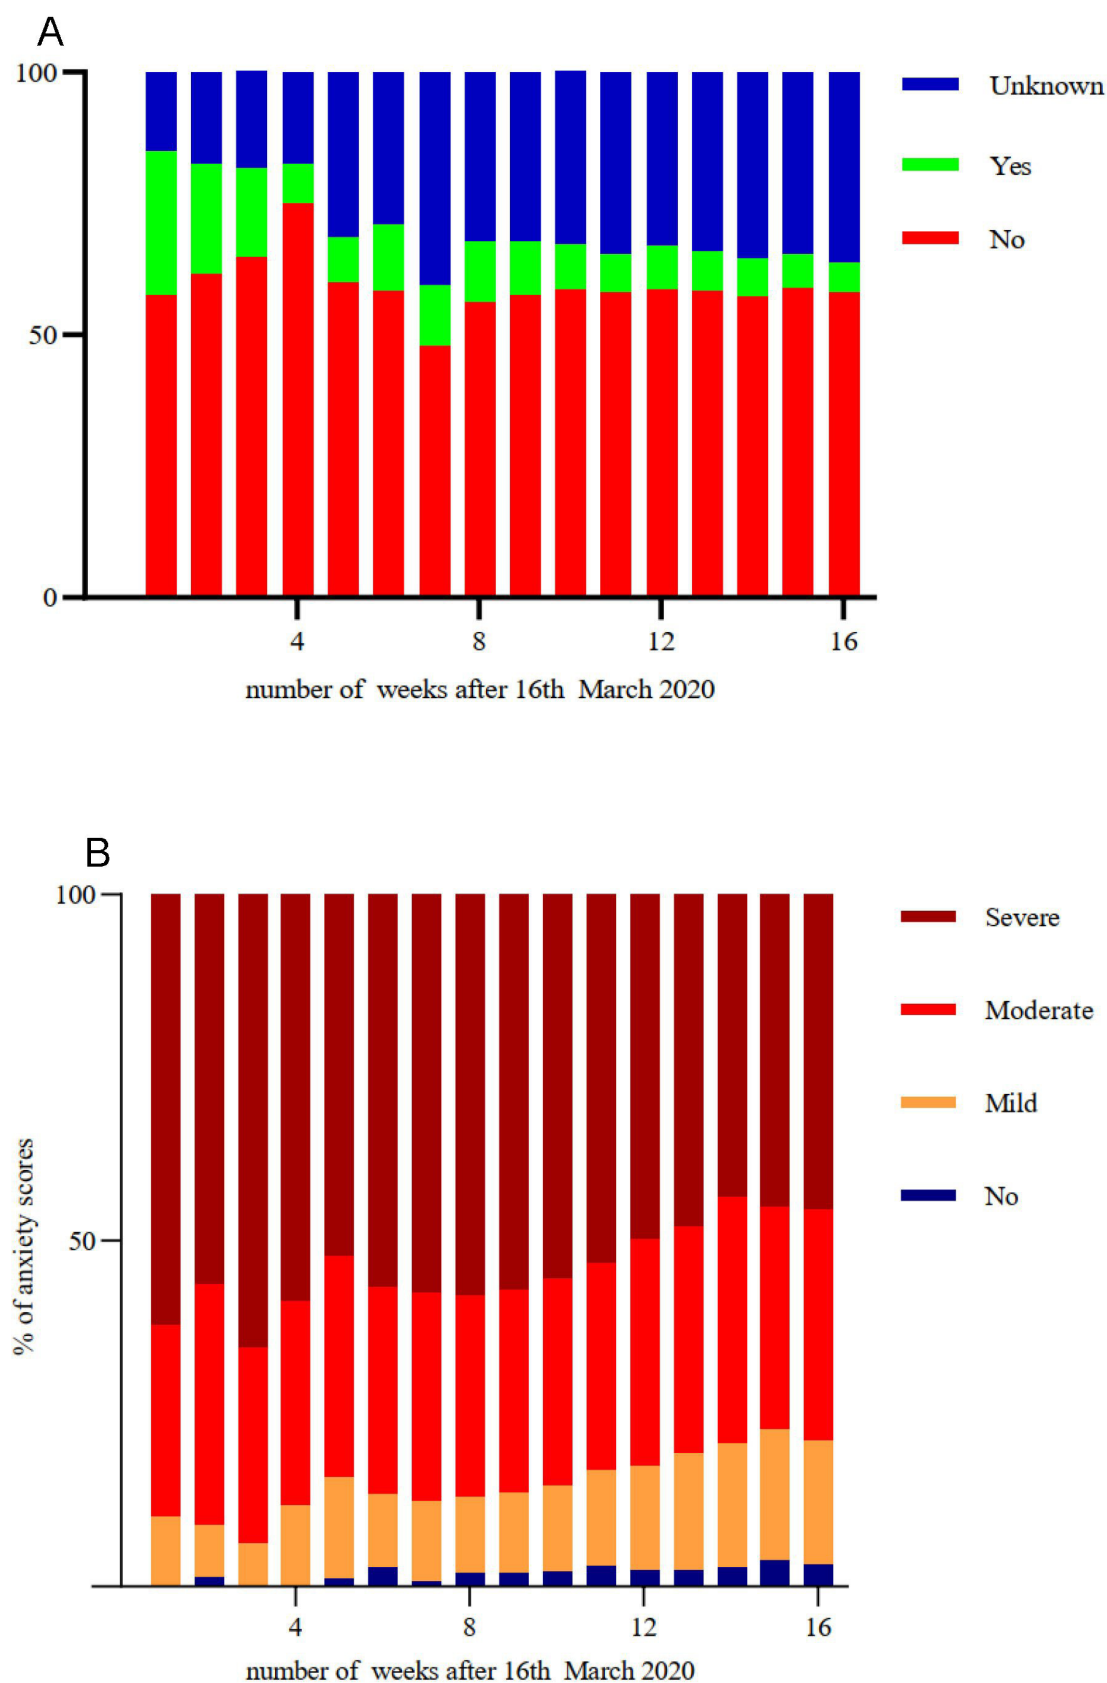 A
100
50
0
4 8 12 16
number of weeks after 16th March 2020
Unknown
Yes
No
B
100
50
% of anxiety scores
4 8 12 16
number of weeks after 16th March 2020
Severe
Moderate
Mild
No